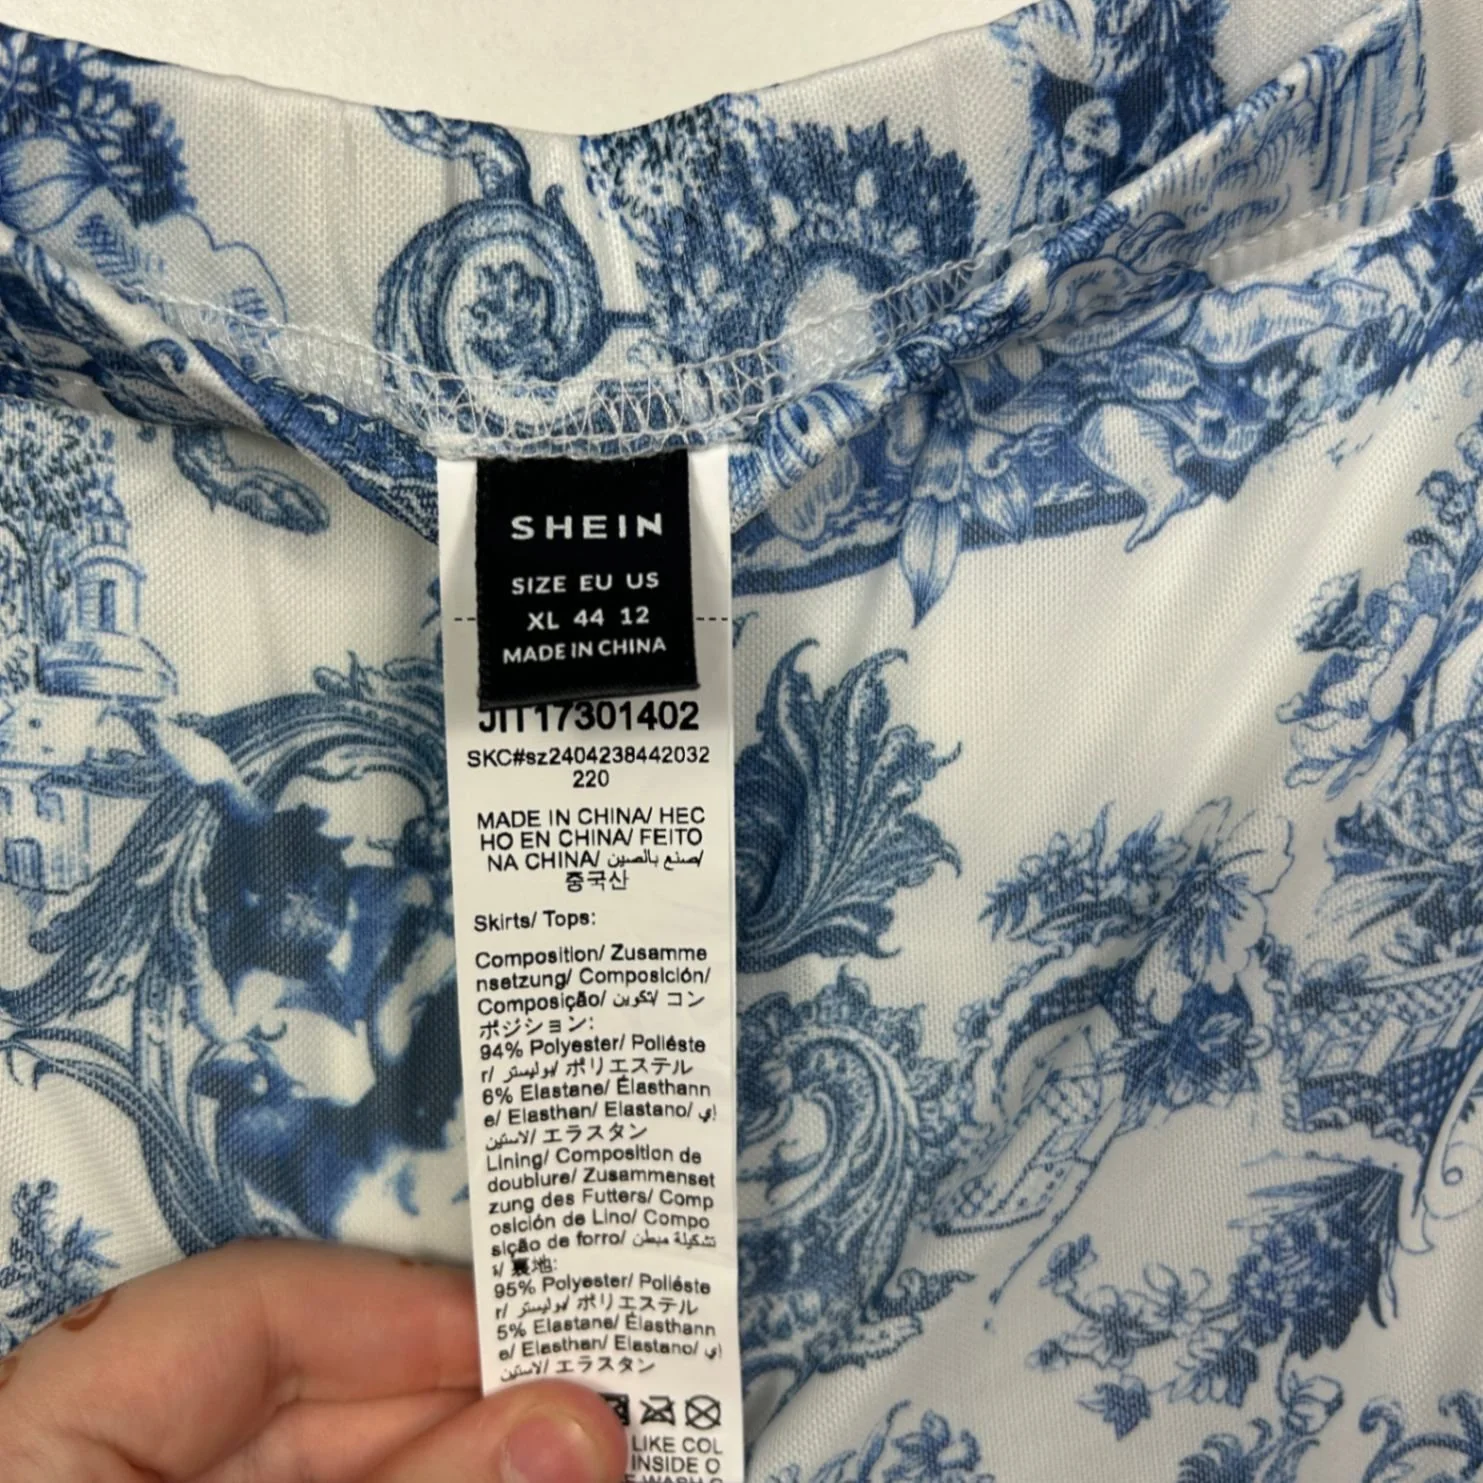 SHEIN
SIZE EU US
XL 44 12
MADE IN CHINA
JIT17301402
SKC#sz2404238442032
220
MADE IN CHINA/ HEC
HO EN CHINA/ FEITO
NA CHINA/ صنع بالصين/
중국산
Skirts/ Tops:
Composition/ Zusamme
nsetzung/ Composición/
Composição/ تكوين/ コン
ポジション:
94% Polyester/ Polyéste
r/ بوليستر/ ポリエステル
6% Elastane/ Élasthann
e/ Elasthan/ Elastano/ إي
لاستين/ エラスタン
Lining/ Composition de
doublure/ Zusammenset
zung des Futters/ Comp
osición de Lino/ Compo
sição de forro/ تشكيلة مبطن
ة/ 裏地:
95% Polyester/ Poliéste
r/ بوليستر/ ポリエステル
5% Elastane/ Élasthann
e/ Elasthan/ Elastano/ إي
لاستين/ エラスタン
LIKE COL
INSIDE O